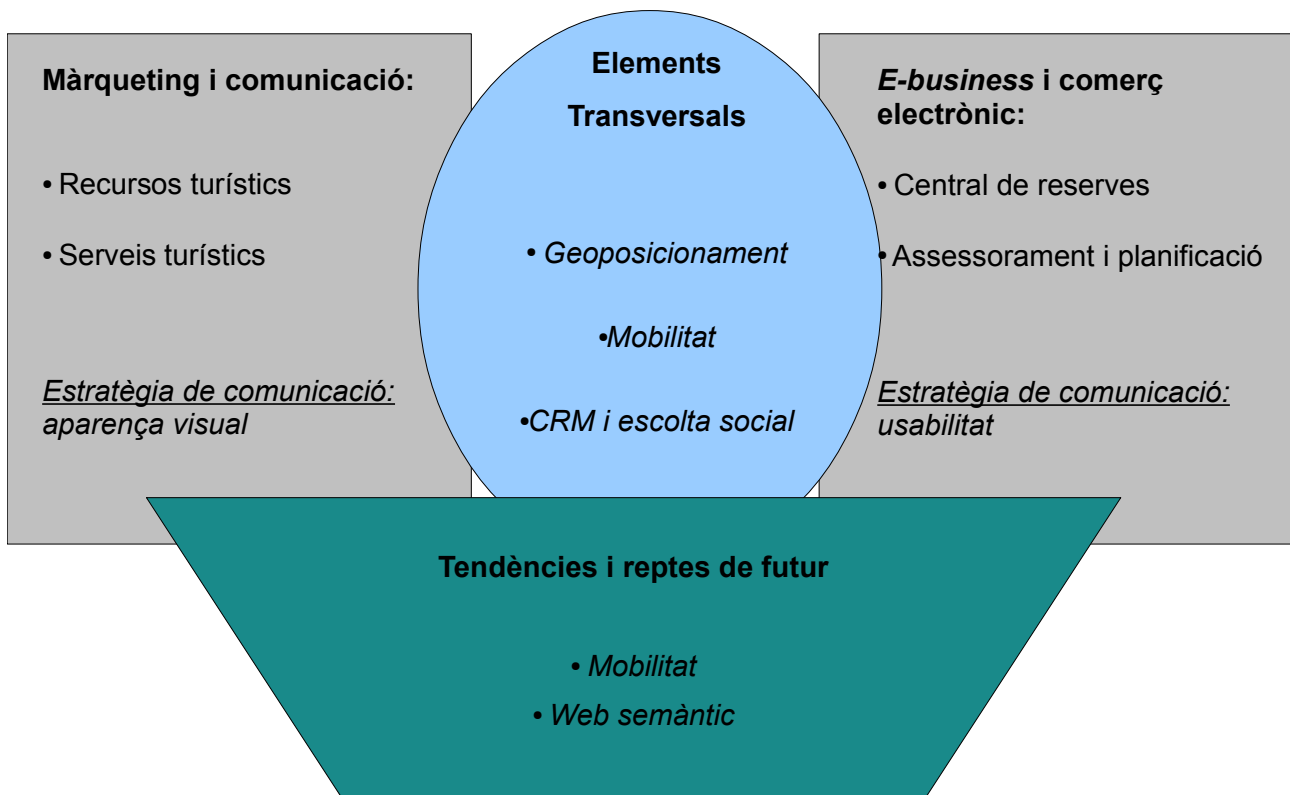 Màrqueting i comunicació:
• Recursos turístics
• Serveis turístics
Estratègia de comunicació:
aparença visual
Elements
Transversals
• Geoposicionament
•Mobilitat
•CRM i escolta social
E-business i comerç
electrònic:
• Central de reserves
• Assessorament i planificació
Estratègia de comunicació:
usabilitat
Tendències i reptes de futur
• Mobilitat
• Web semàntic